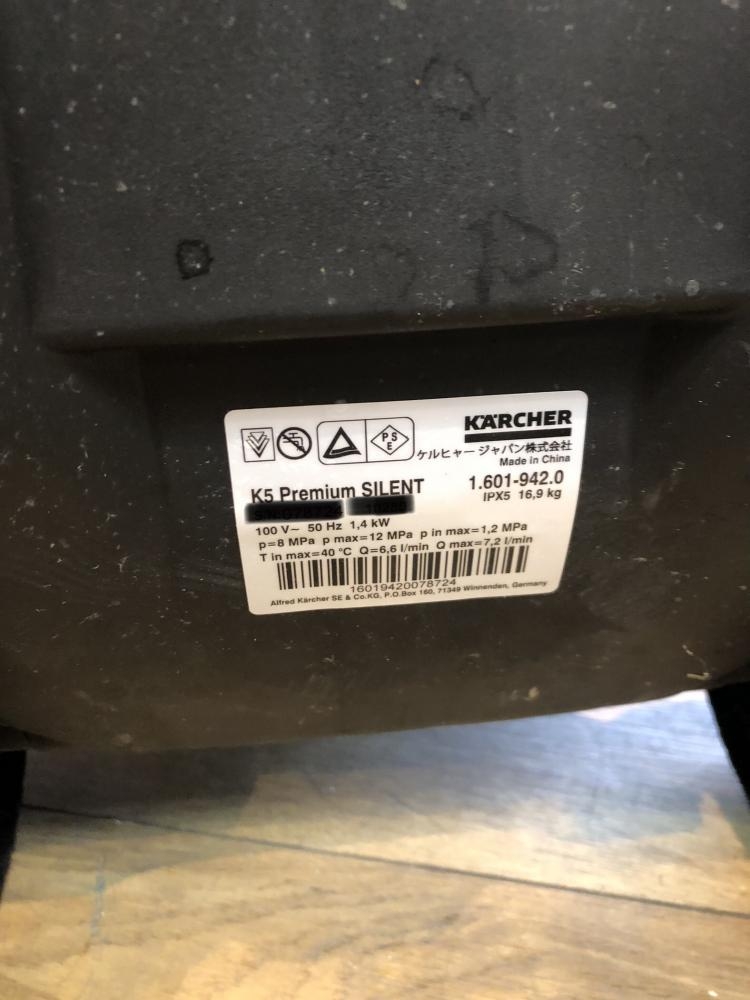 PSE
KÄRCHER
ケルヒャー ジャパン株式会社
Made in China
K5 Premium SILENT
1.601-942.0
IPX5 16,9 kg
100 V~ 50 Hz 1,4 kW
p=8 MPa p max=12 MPa p in max=1,2 MPa
T in max=40 °C Q=6,6 l/min Q max=7,2 l/min
16019420078724
Alfred Kärcher SE & Co.KG, P.O.Box 160, 71349 Winnenden, Germany